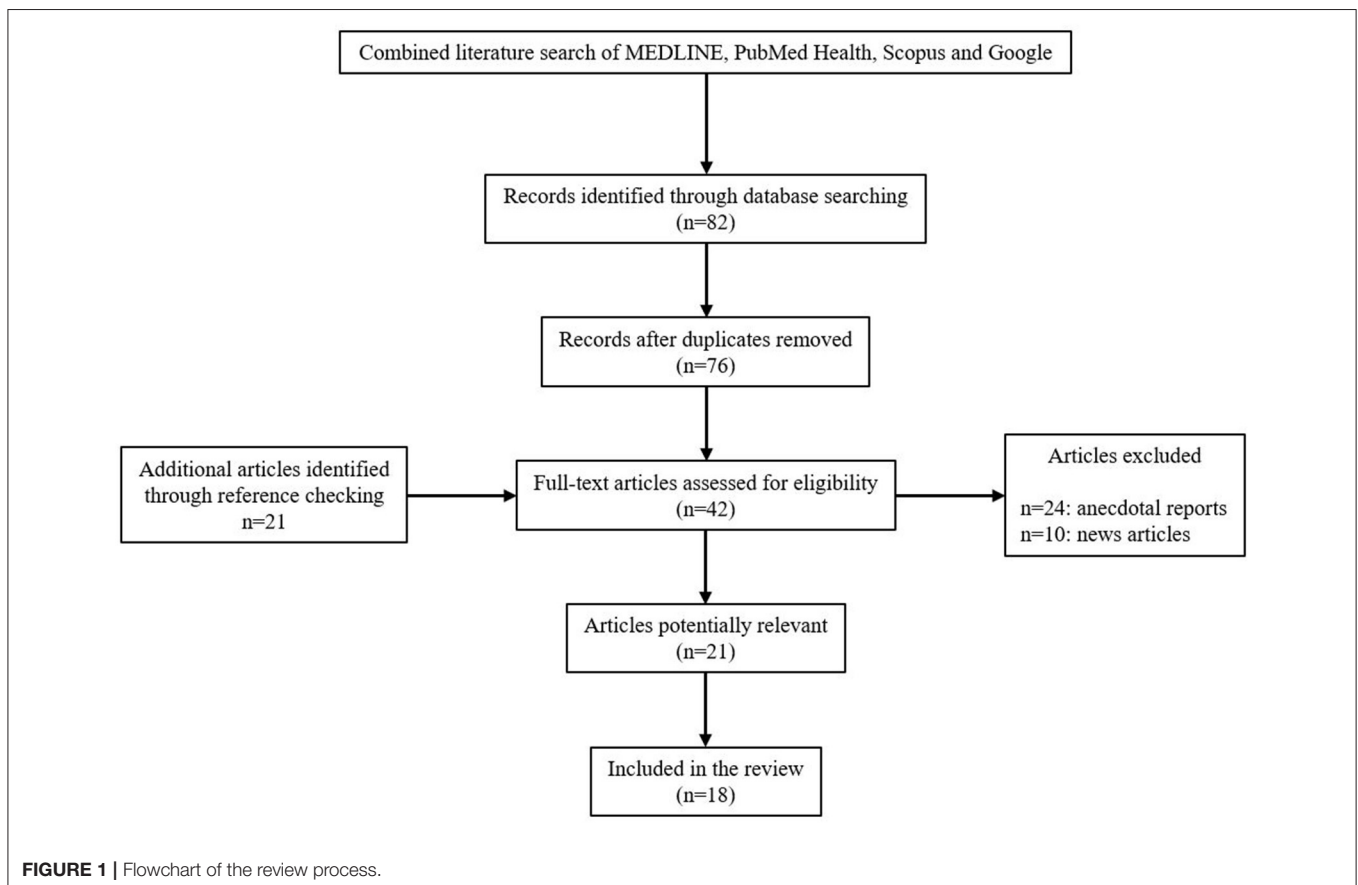 Combined literature search of MEDLINE, PubMed Health, Scopus and Google
Records identified through database searching
(n=82)
Records after duplicates removed
(n=76)
Additional articles identified
through reference checking
n=21
Full-text articles assessed for eligibility
(n=42)
Articles excluded
n=24: anecdotal reports
n=10: news articles
Articles potentially relevant
(n=21)
Included in the review
(n=18)
FIGURE 1 | Flowchart of the review process.